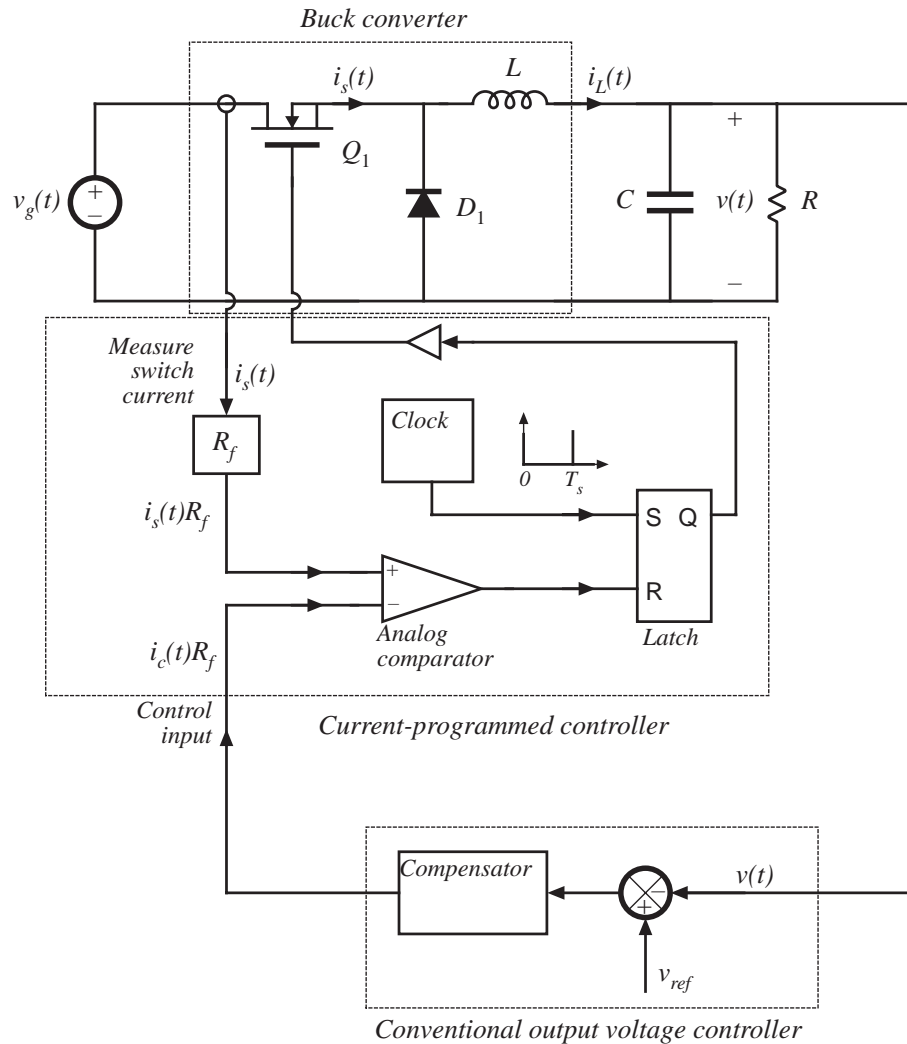 Buck converter
i_s(t)
L
i_L(t)
+
Q_1
v_g(t)
+
–
D_1
C
v(t)
R
–
Measure
switch
current
i_s(t)
R_f
Clock
0
T_s
i_s(t)R_f
S Q
+
R
–
Analog
comparator
Latch
i_c(t)R_f
Control
input
Current-programmed controller
Compensator
v(t)
–
+
v_ref
Conventional output voltage controller